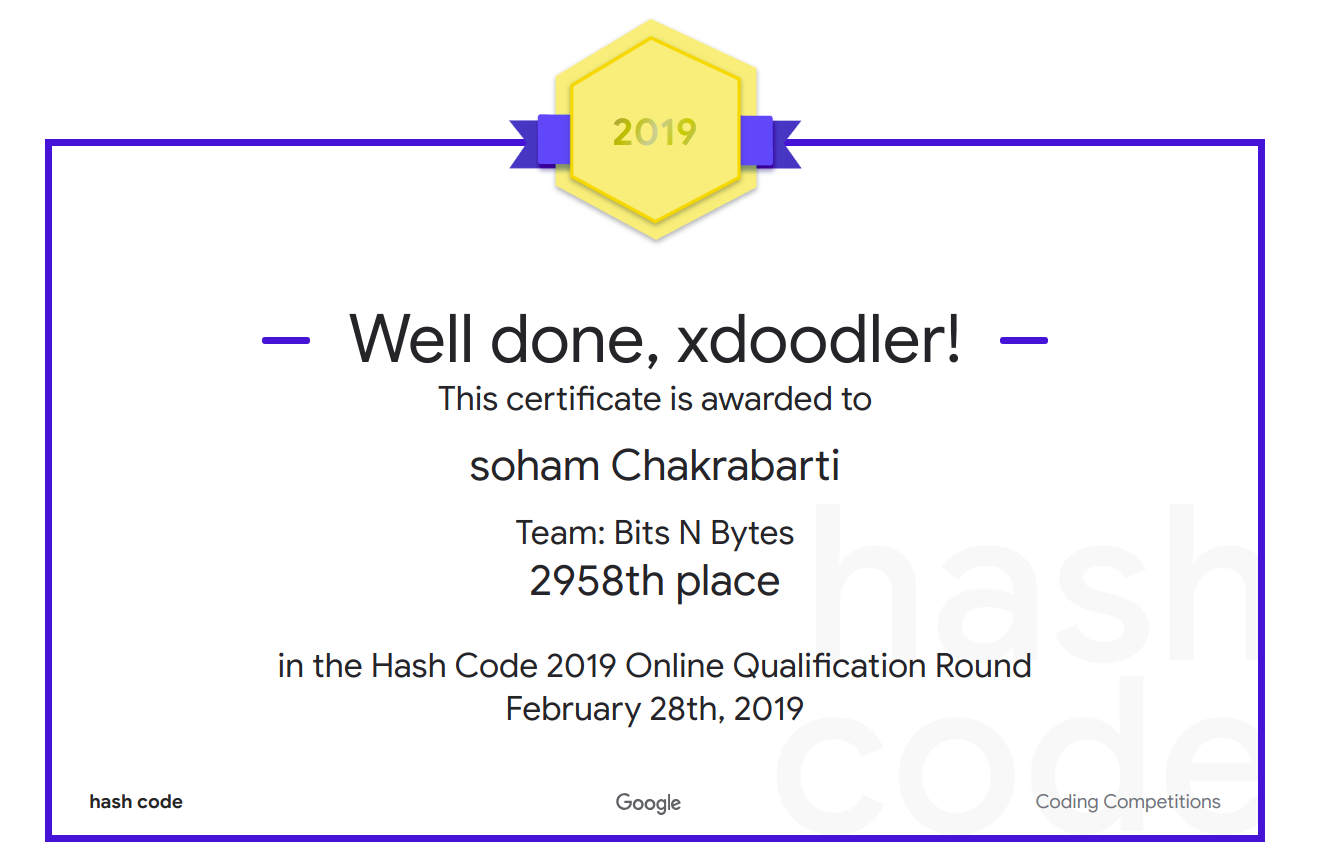 2019
Well done, xdoodler!
This certificate is awarded to
soham Chakrabarti
Team: Bits N Bytes
2958th place
in the Hash Code 2019 Online Qualification Round
February 28th, 2019
hash
code
hash code
Google
Coding Competitions